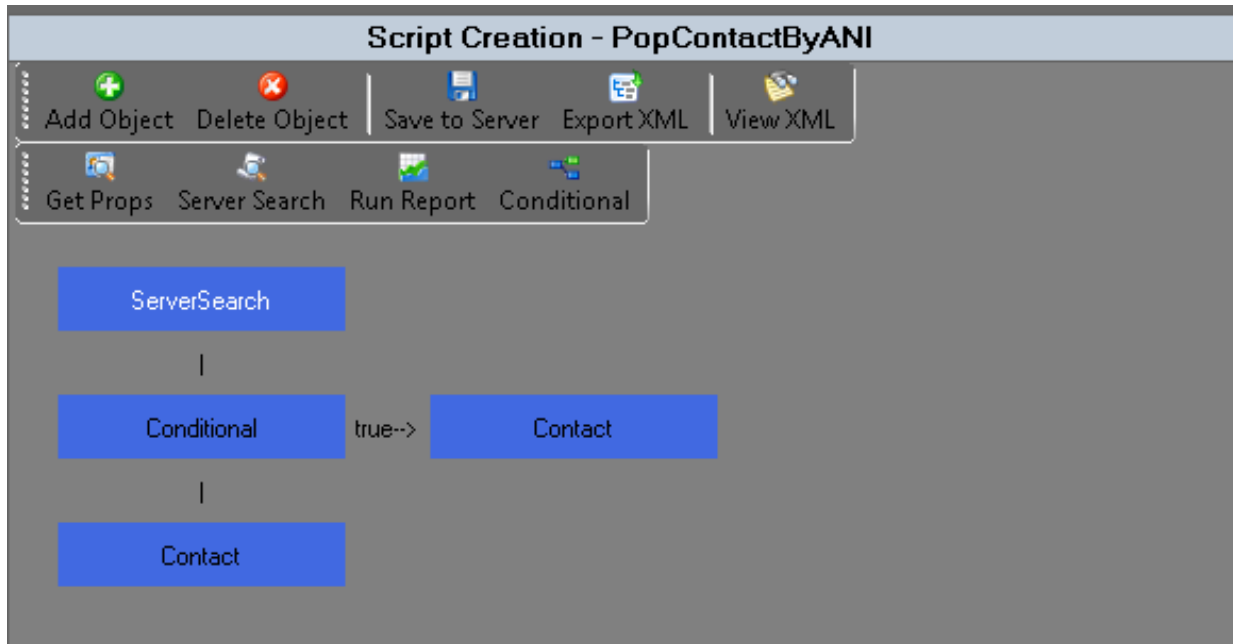 Script Creation - PopContactByANI
Add Object Delete Object Save to Server Export XML View XML
Get Props Server Search Run Report Conditional
ServerSearch
|
Conditional true--> Contact
|
Contact